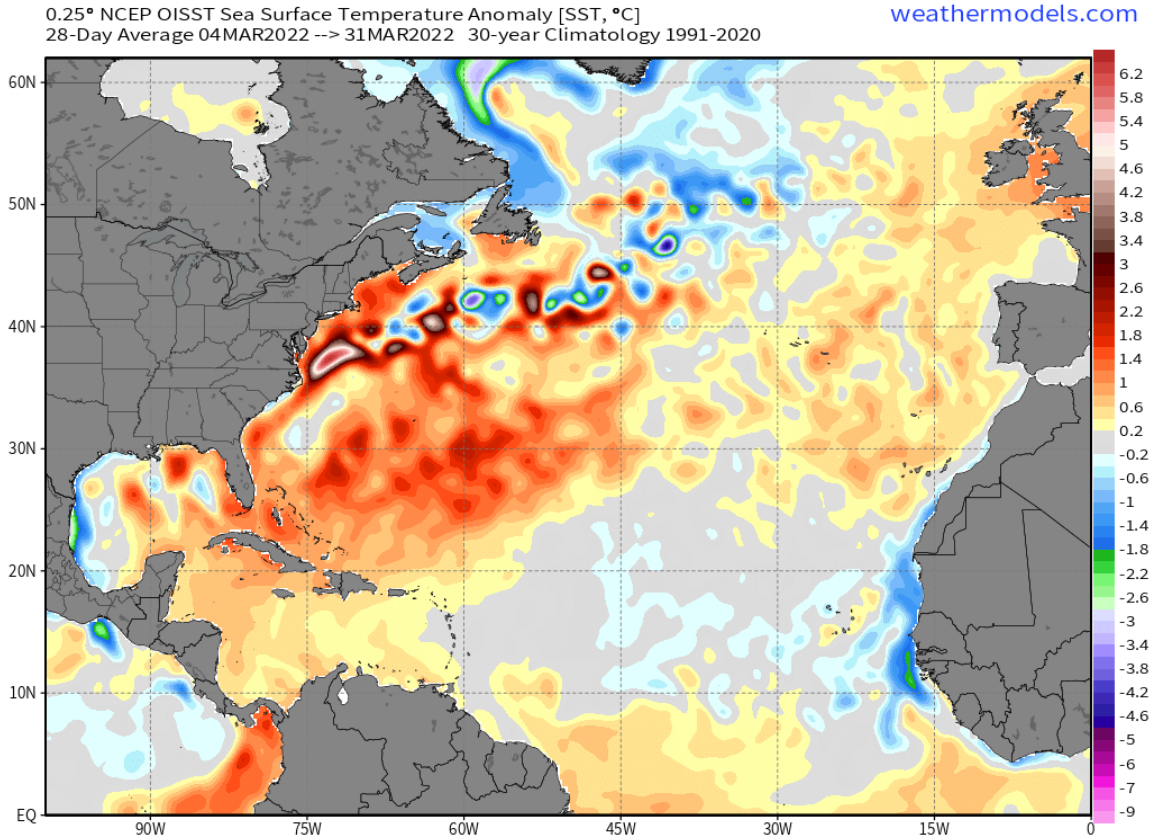 0.25° NCEP OISST Sea Surface Temperature Anomaly [SST, °C]
weathermodels.com
28-Day Average 04MAR2022 --> 31MAR2022 30-year Climatology 1991-2020
60N
50N
40N
30N
20N
10N
EQ
90W
75W
60W
45W
30W
15W
0
6.2
5.8
5.4
5
4.6
4.2
3.8
3.4
3
2.6
2.2
1.8
1.4
1
0.6
0.2
-0.2
-0.6
-1
-1.4
-1.8
-2.2
-2.6
-3
-3.4
-3.8
-4.2
-4.6
-5
-6
-7
-8
-9